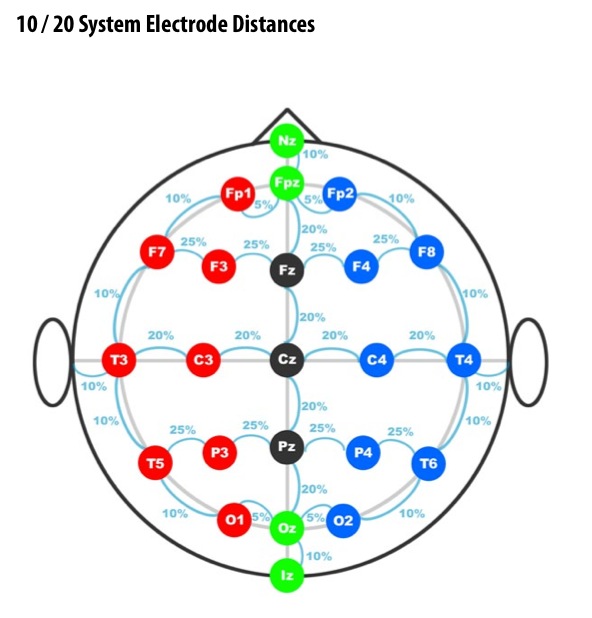 10 / 20 System Electrode Distances
Nz
10%
Fpz
Fp1 Fp2
10% 5% 5% 10%
20%
F7 25% 25% 25% 25% F8
F3 Fz F4
10% 10%
20%
20% 20% 20% 20%
T3 C3 Cz C4 T4
10% 10%
20%
10% 10%
25% 25% 25% 25%
T5 P3 Pz P4 T6
20%
10% 5% 5% 10%
O1 Oz O2
10%
Iz